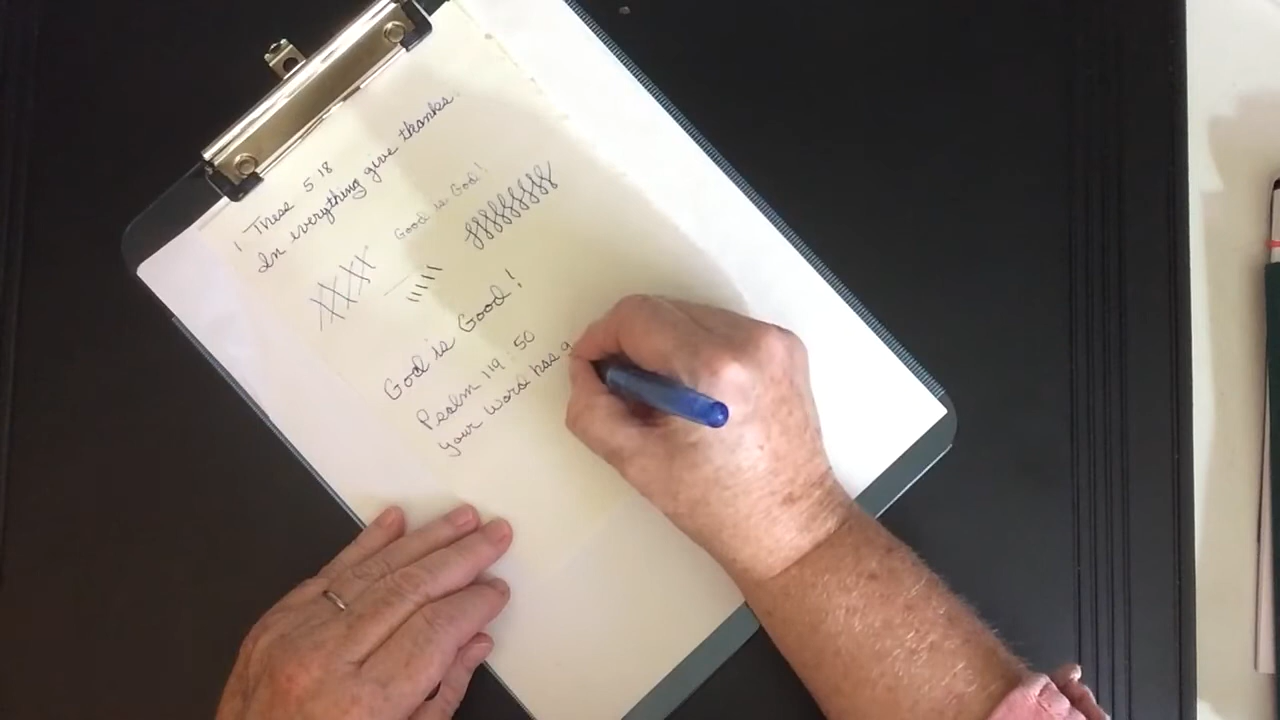 1 Thess 5:18
In everything give thanks.
Good is God!
God is Good!
Psalm 119:50
your word has g